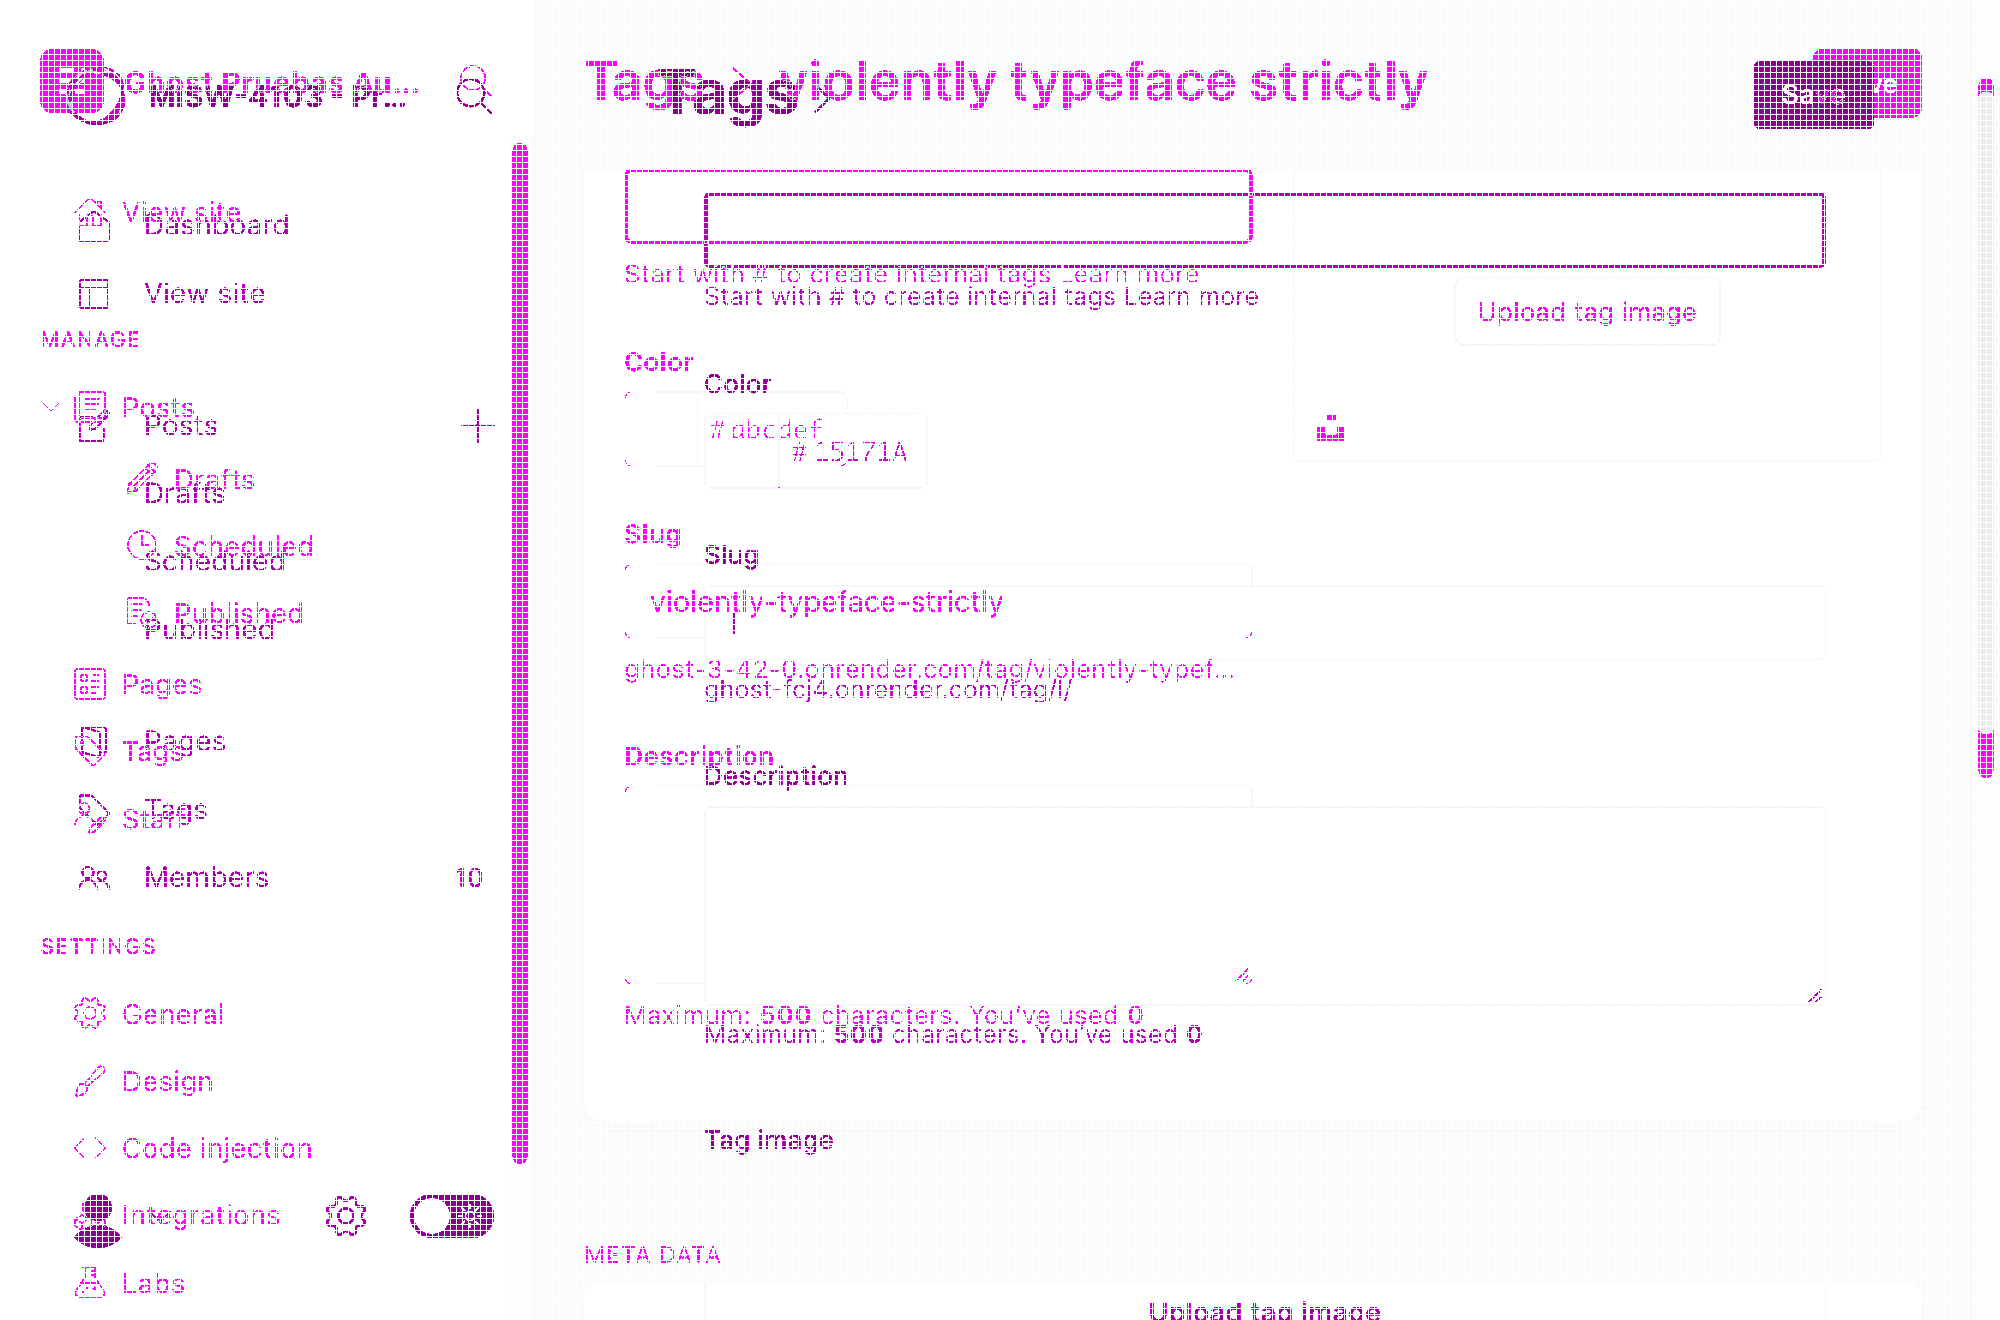 Ghost Pruebas Au...
MSW-4103 - Pr...
Tags
violently typeface strictly
Tags
Save
View site
Dashboard
View site
Start with # to create internal tags Learn more
Start with # to create internal tags Learn more
Upload tag image
MANAGE
Color
Color
Posts
Posts
# abcdef
# 15171A
Drafts
Drafts
Slug
Slug
Scheduled
Scheduled
violently-typeface-strictly
Published
Published
ghost-3-42-0.onrender.com/tag/violently-typef...
ghost-fcj4.onrender.com/tag/l/
Pages
Pages
Tags
Description
Description
Tags
Staff
Members
10
SETTINGS
General
Maximum: 500 characters. You've used 0
Maximum: 500 characters. You've used 0
Design
Code injection
Tag image
Integrations
META DATA
Labs
Upload tag image